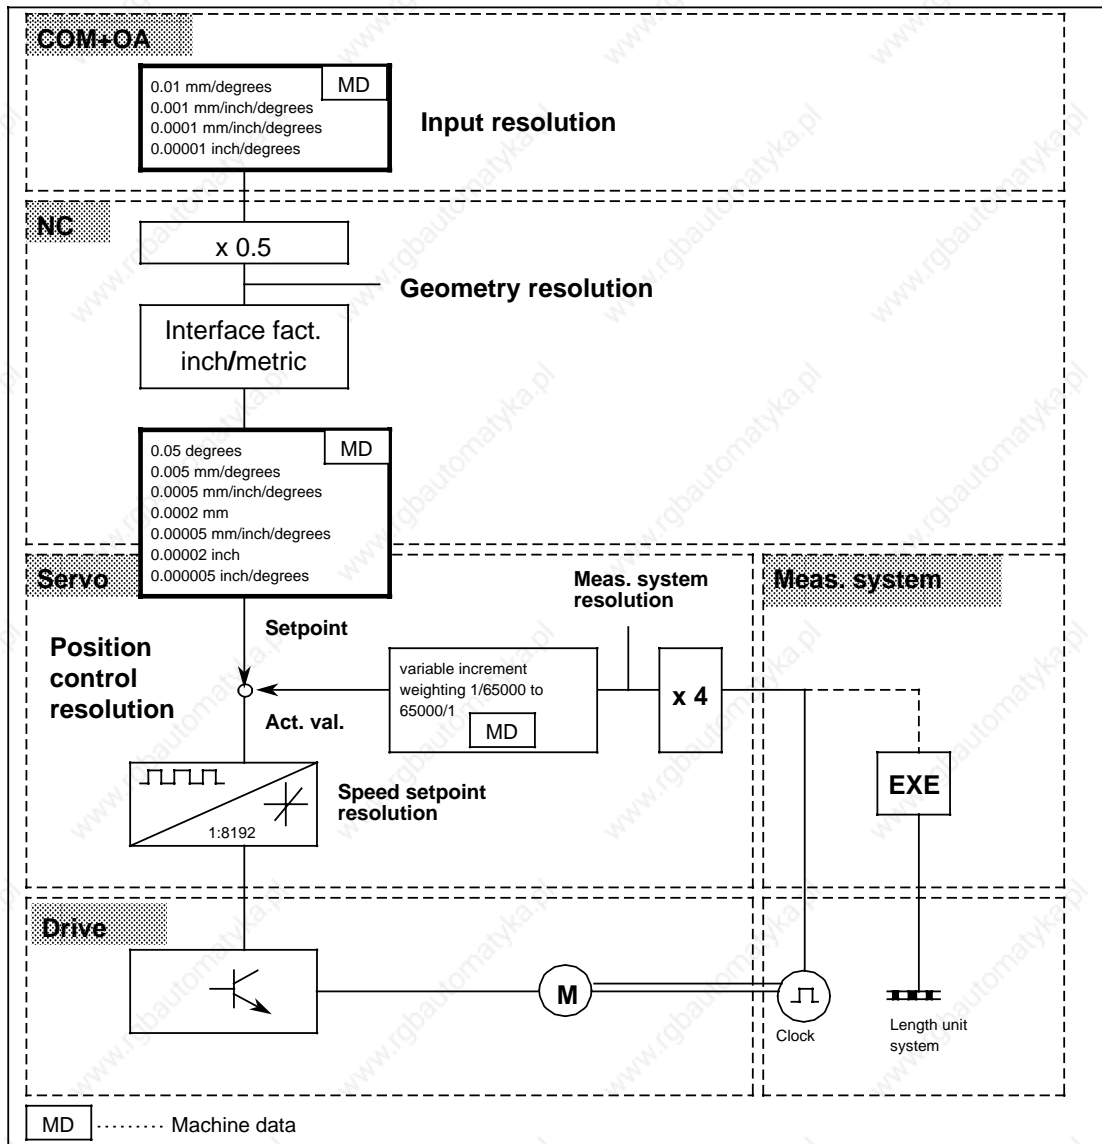 COM+OA
MD
0.01 mm/degrees
0.001 mm/inch/degrees
0.0001 mm/inch/degrees
0.00001 inch/degrees
Input resolution
NC
x 0.5
Geometry resolution
Interface fact.
inch/metric
MD
0.05 degrees
0.005 mm/degrees
0.0005 mm/inch/degrees
0.0002 mm
0.00005 mm/inch/degrees
0.00002 inch
0.000005 inch/degrees
Servo
Meas. system
resolution
Meas. system
Setpoint
Position
control
resolution
variable increment
weighting 1/65000 to
65000/1
MD
x 4
Act. val.
EXE
Speed setpoint
resolution
1:8192
Drive
M
Clock
Length unit
system
MD ........... Machine data
www.rgbautomatyka.pl